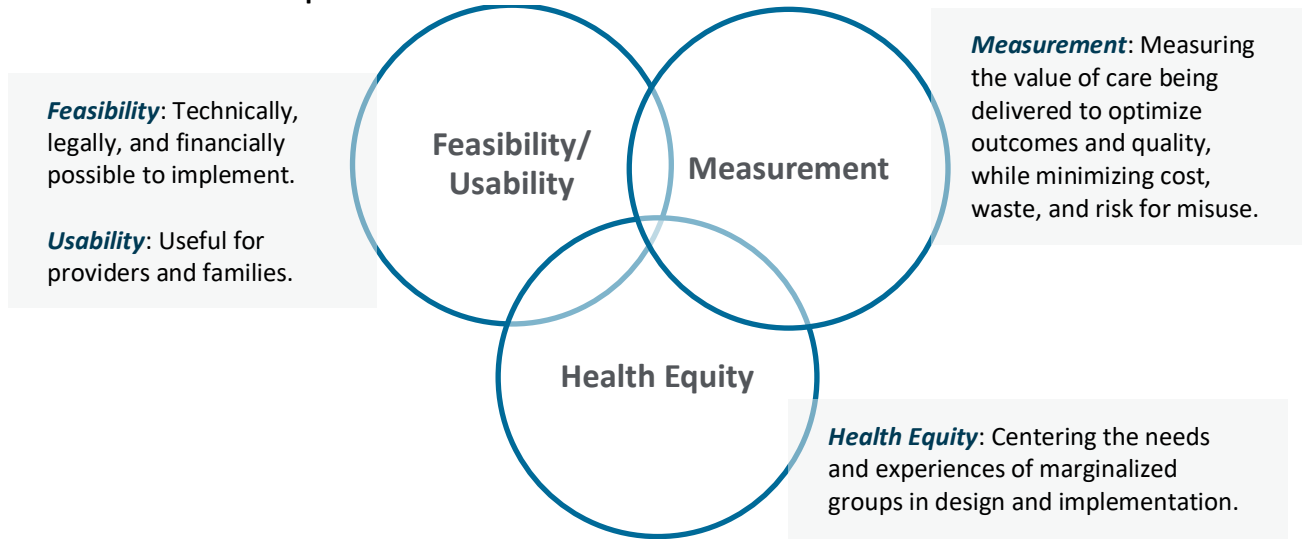 Feasibility: Technically,
legally, and financially
possible to implement.
Usability: Useful for
providers and families.
Feasibility/
Usability
Measurement
Measurement: Measuring
the value of care being
delivered to optimize
outcomes and quality,
while minimizing cost,
waste, and risk for misuse.
Health Equity
Health Equity: Centering the needs
and experiences of marginalized
groups in design and implementation.